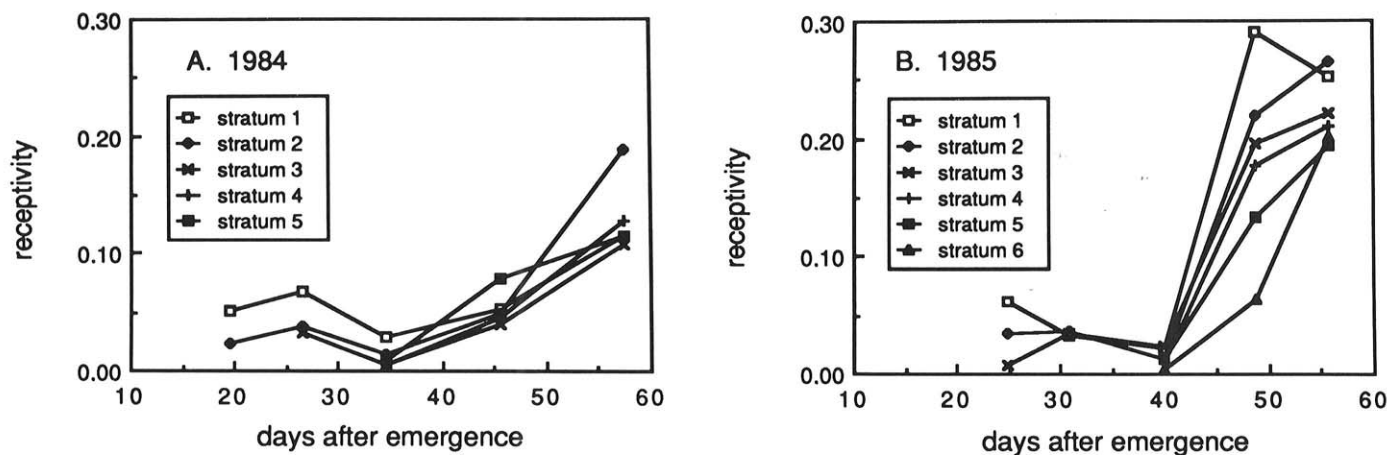 A. 1984
receptivity
0.30
0.20
0.10
0.00
stratum 1
stratum 2
stratum 3
stratum 4
stratum 5
10 20 30 40 50 60
days after emergence
B. 1985
receptivity
0.30
0.20
0.10
0.00
stratum 1
stratum 2
stratum 3
stratum 4
stratum 5
stratum 6
10 20 30 40 50 60
days after emergence